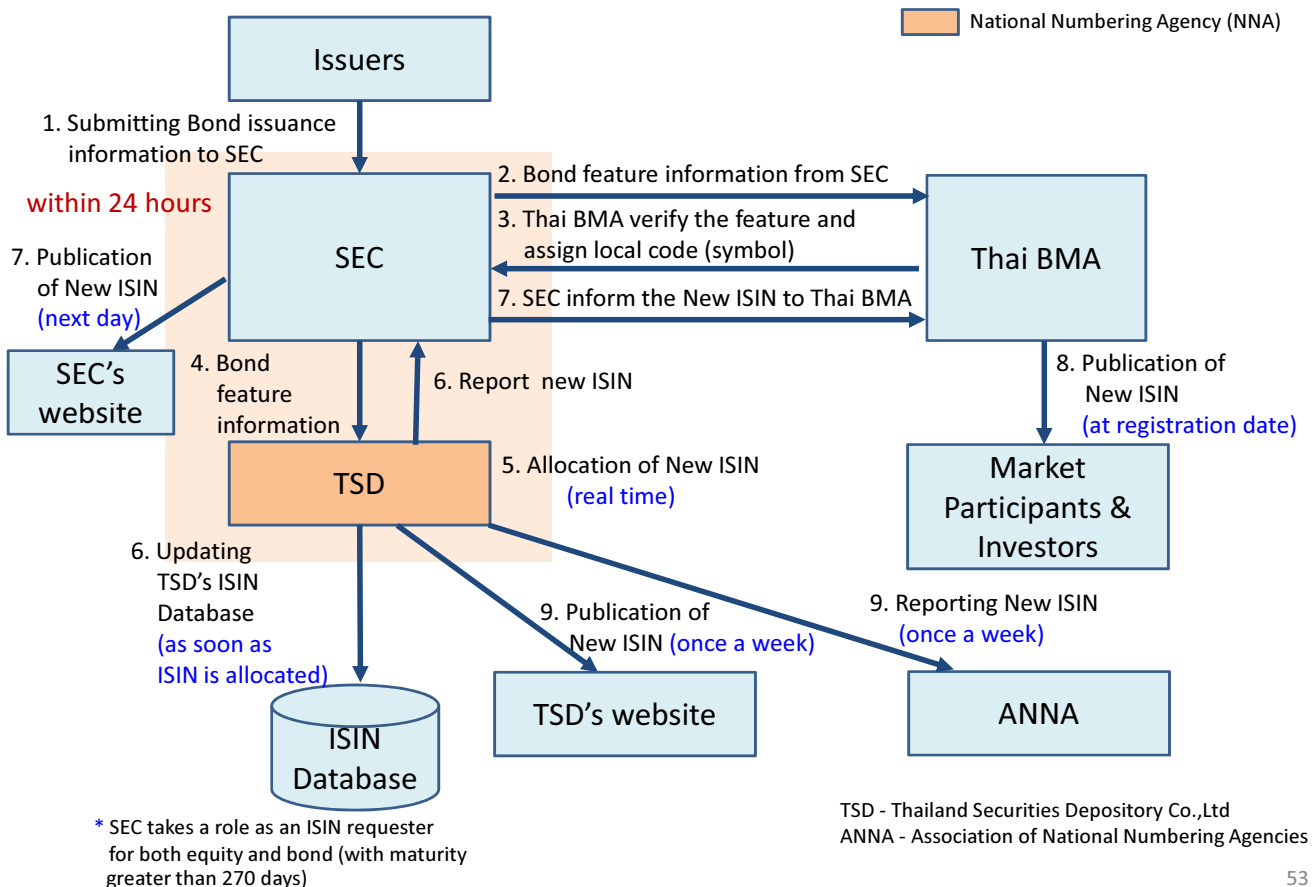 National Numbering Agency (NNA)
Issuers
1. Submitting Bond issuance
information to SEC
within 24 hours
SEC
2. Bond feature information from SEC
3. Thai BMA verify the feature and
assign local code (symbol)
7. SEC inform the New ISIN to Thai BMA
Thai BMA
7. Publication
of New ISIN
(next day)
SEC's
website
4. Bond
feature
information
6. Report new ISIN
8. Publication of
New ISIN
(at registration date)
TSD
5. Allocation of New ISIN
(real time)
Market
Participants &
Investors
6. Updating
TSD's ISIN
Database
(as soon as
ISIN is allocated)
9. Publication of
New ISIN (once a week)
9. Reporting New ISIN
(once a week)
ISIN
Database
TSD's website
ANNA
* SEC takes a role as an ISIN requester
for both equity and bond (with maturity
greater than 270 days)
TSD - Thailand Securities Depository Co.,Ltd
ANNA - Association of National Numbering Agencies
53